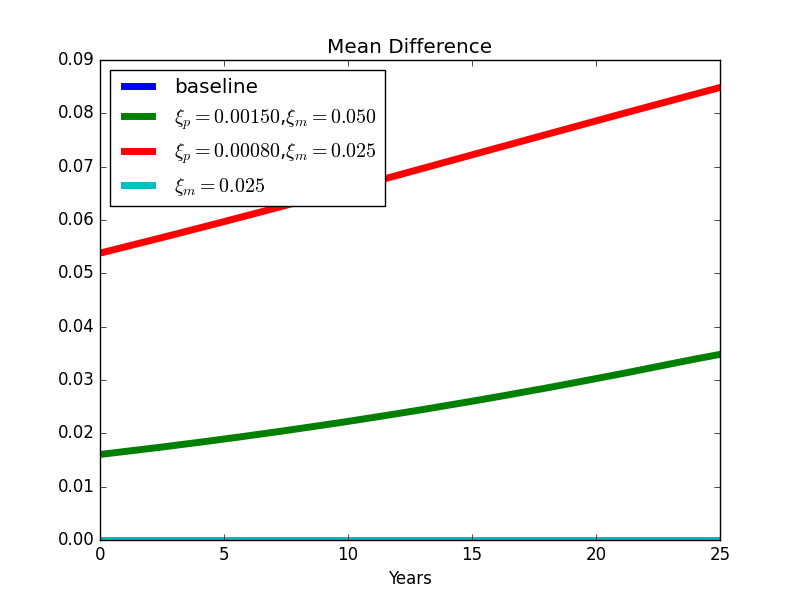 Mean Difference
0.09
0.08
0.07
0.06
0.05
0.04
0.03
0.02
0.01
0.00
baseline
ξₚ = 0.00150,ξₘ = 0.050
ξₚ = 0.00080,ξₘ = 0.025
ξₘ = 0.025
0 5 10 15 20 25
Years